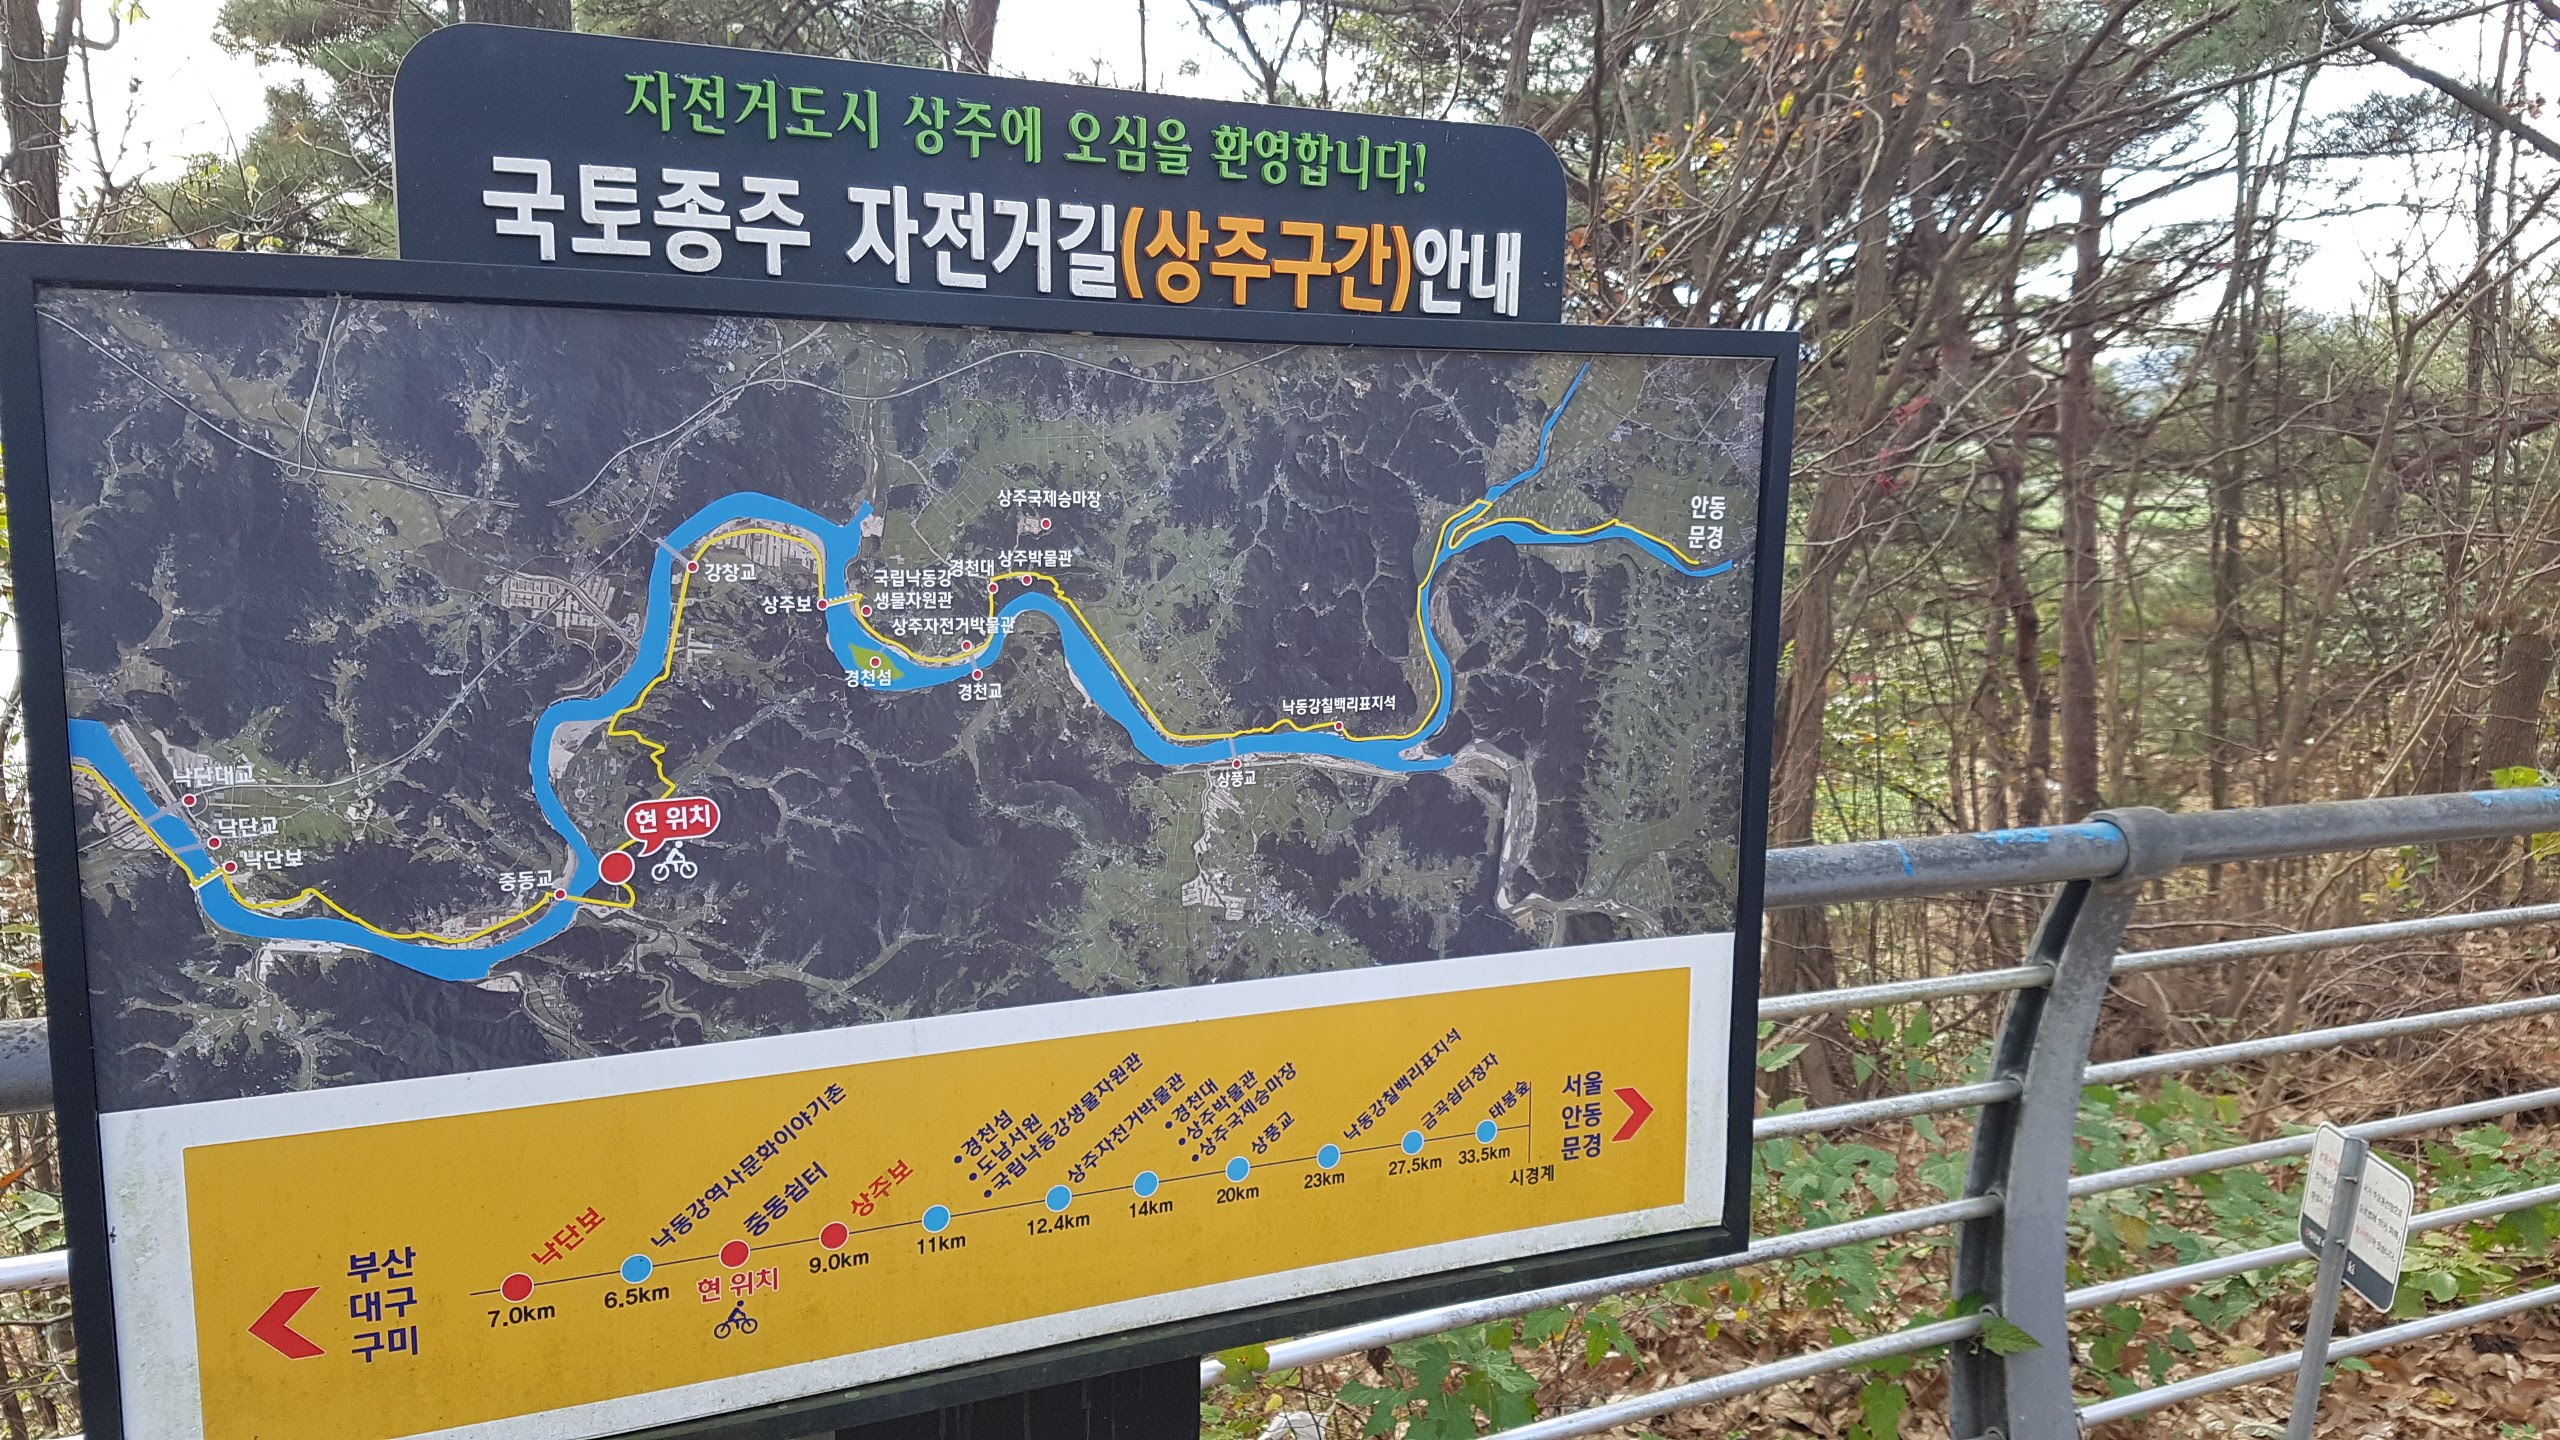 자전거도시 상주에 오심을 환영합니다!
국토종주 자전거길(상주구간)안내
상주국제승마장
안동
문경
강창교
상주보
국립낙동강
생물자원관
경천대
상주박물관
상주자전거박물관
경천섬
경천교
낙동강칠백리표지석
상풍교
낙단대교
낙단교
낙단보
중동교
현 위치
부산
대구
구미
낙단보
7.0km
낙동강역사문화이야기촌
6.5km
중동쉼터
현 위치
상주보
9.0km
11km
•경천섬
•도남서원
•국립낙동강생물자원관
12.4km
상주자전거박물관
14km
•경천대
•상주박물관
•상주국제승마장
20km
상풍교
23km
낙동강칠백리표지석
27.5km
금곡쉼터정자
33.5km
태봉숲
시경계
서울
안동
문경